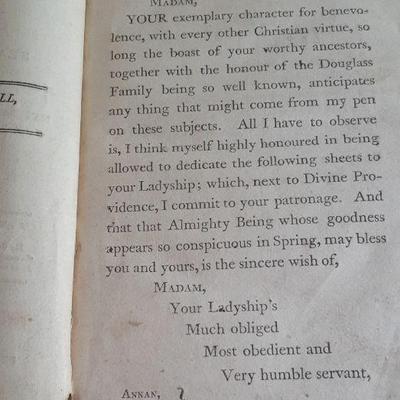 LL,
MADAM,
YOUR exemplary character for benevo-
lence, with every other Christian virtue, so
long the boast of your worthy ancestors,
together with the honour of the Douglass
Family being so well known, anticipates
any thing that might come from my pen
on these subjects. All I have to observe
is, I think myself highly honoured in being
allowed to dedicate the following sheets to
your Ladyship; which, next to Divine Pro-
vidence, I commit to your patronage. And
that that Almighty Being whose goodness
appears so conspicuous in Spring, may bless
you and yours, is the sincere wish of,
MADAM,
Your Ladyship's
Much obliged
Most obedient and
Very humble servant,
ANNAN,